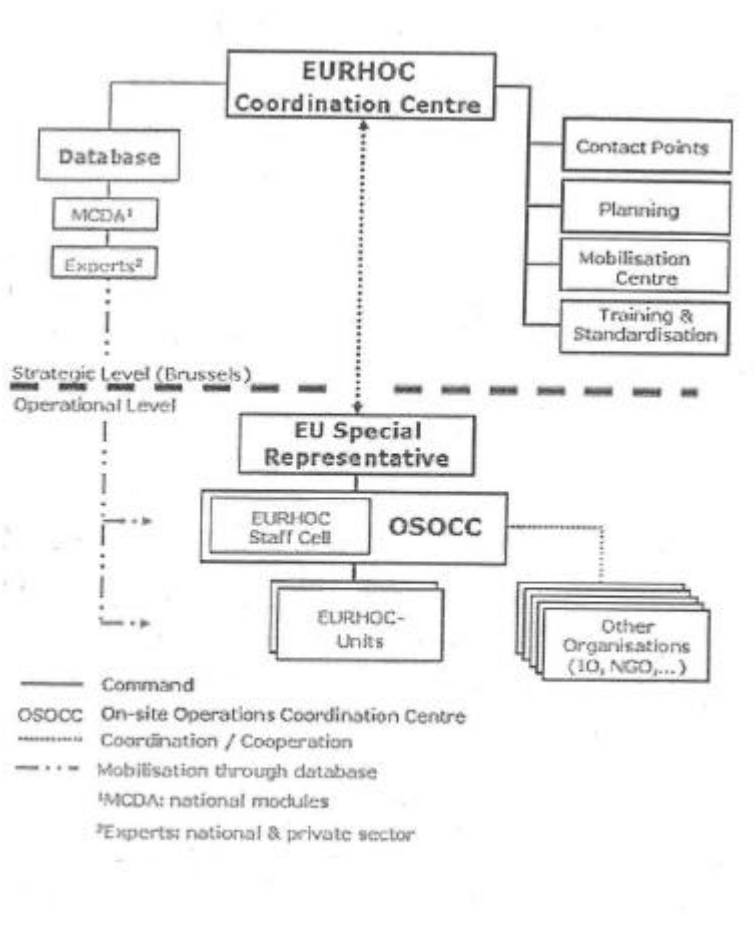 EURHOC
Coordination Centre
Database
MCDA¹
Experts²
Contact Points
Planning
Mobilisation
Centre
Training &
Standardisation
Strategic Level (Brussels)
Operational Level
EU Special
Representative
EURHOC
Staff Cell
OSOCC
EURHOC-
Units
Other
Organisations
(IO, NGO,...)
Command
OSOCC On-site Operations Coordination Centre
Coordination / Cooperation
Mobilisation through database
¹MCDA: national modules
²Experts: national & private sector